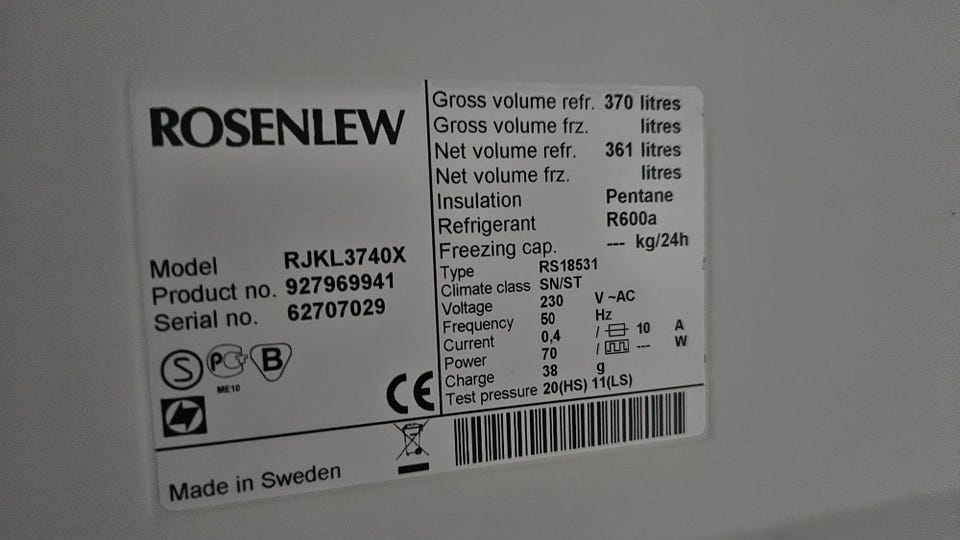 ROSENLEW
Model RJKL3740X
Product no. 927969941
Serial no. 62707029
S PCT B
ME10
CE
Made in Sweden
Gross volume refr. 370 litres
Gross volume frz. litres
Net volume refr. 361 litres
Net volume frz. litres
Insulation Pentane
Refrigerant R600a
Freezing cap. --- kg/24h
Type RS18531
Climate class SN/ST
Voltage 230 V ~AC
Frequency 50 Hz
Current 0,4 / 10 A
Power 70 / --- W
Charge 38 g
Test pressure 20(HS) 11(LS)